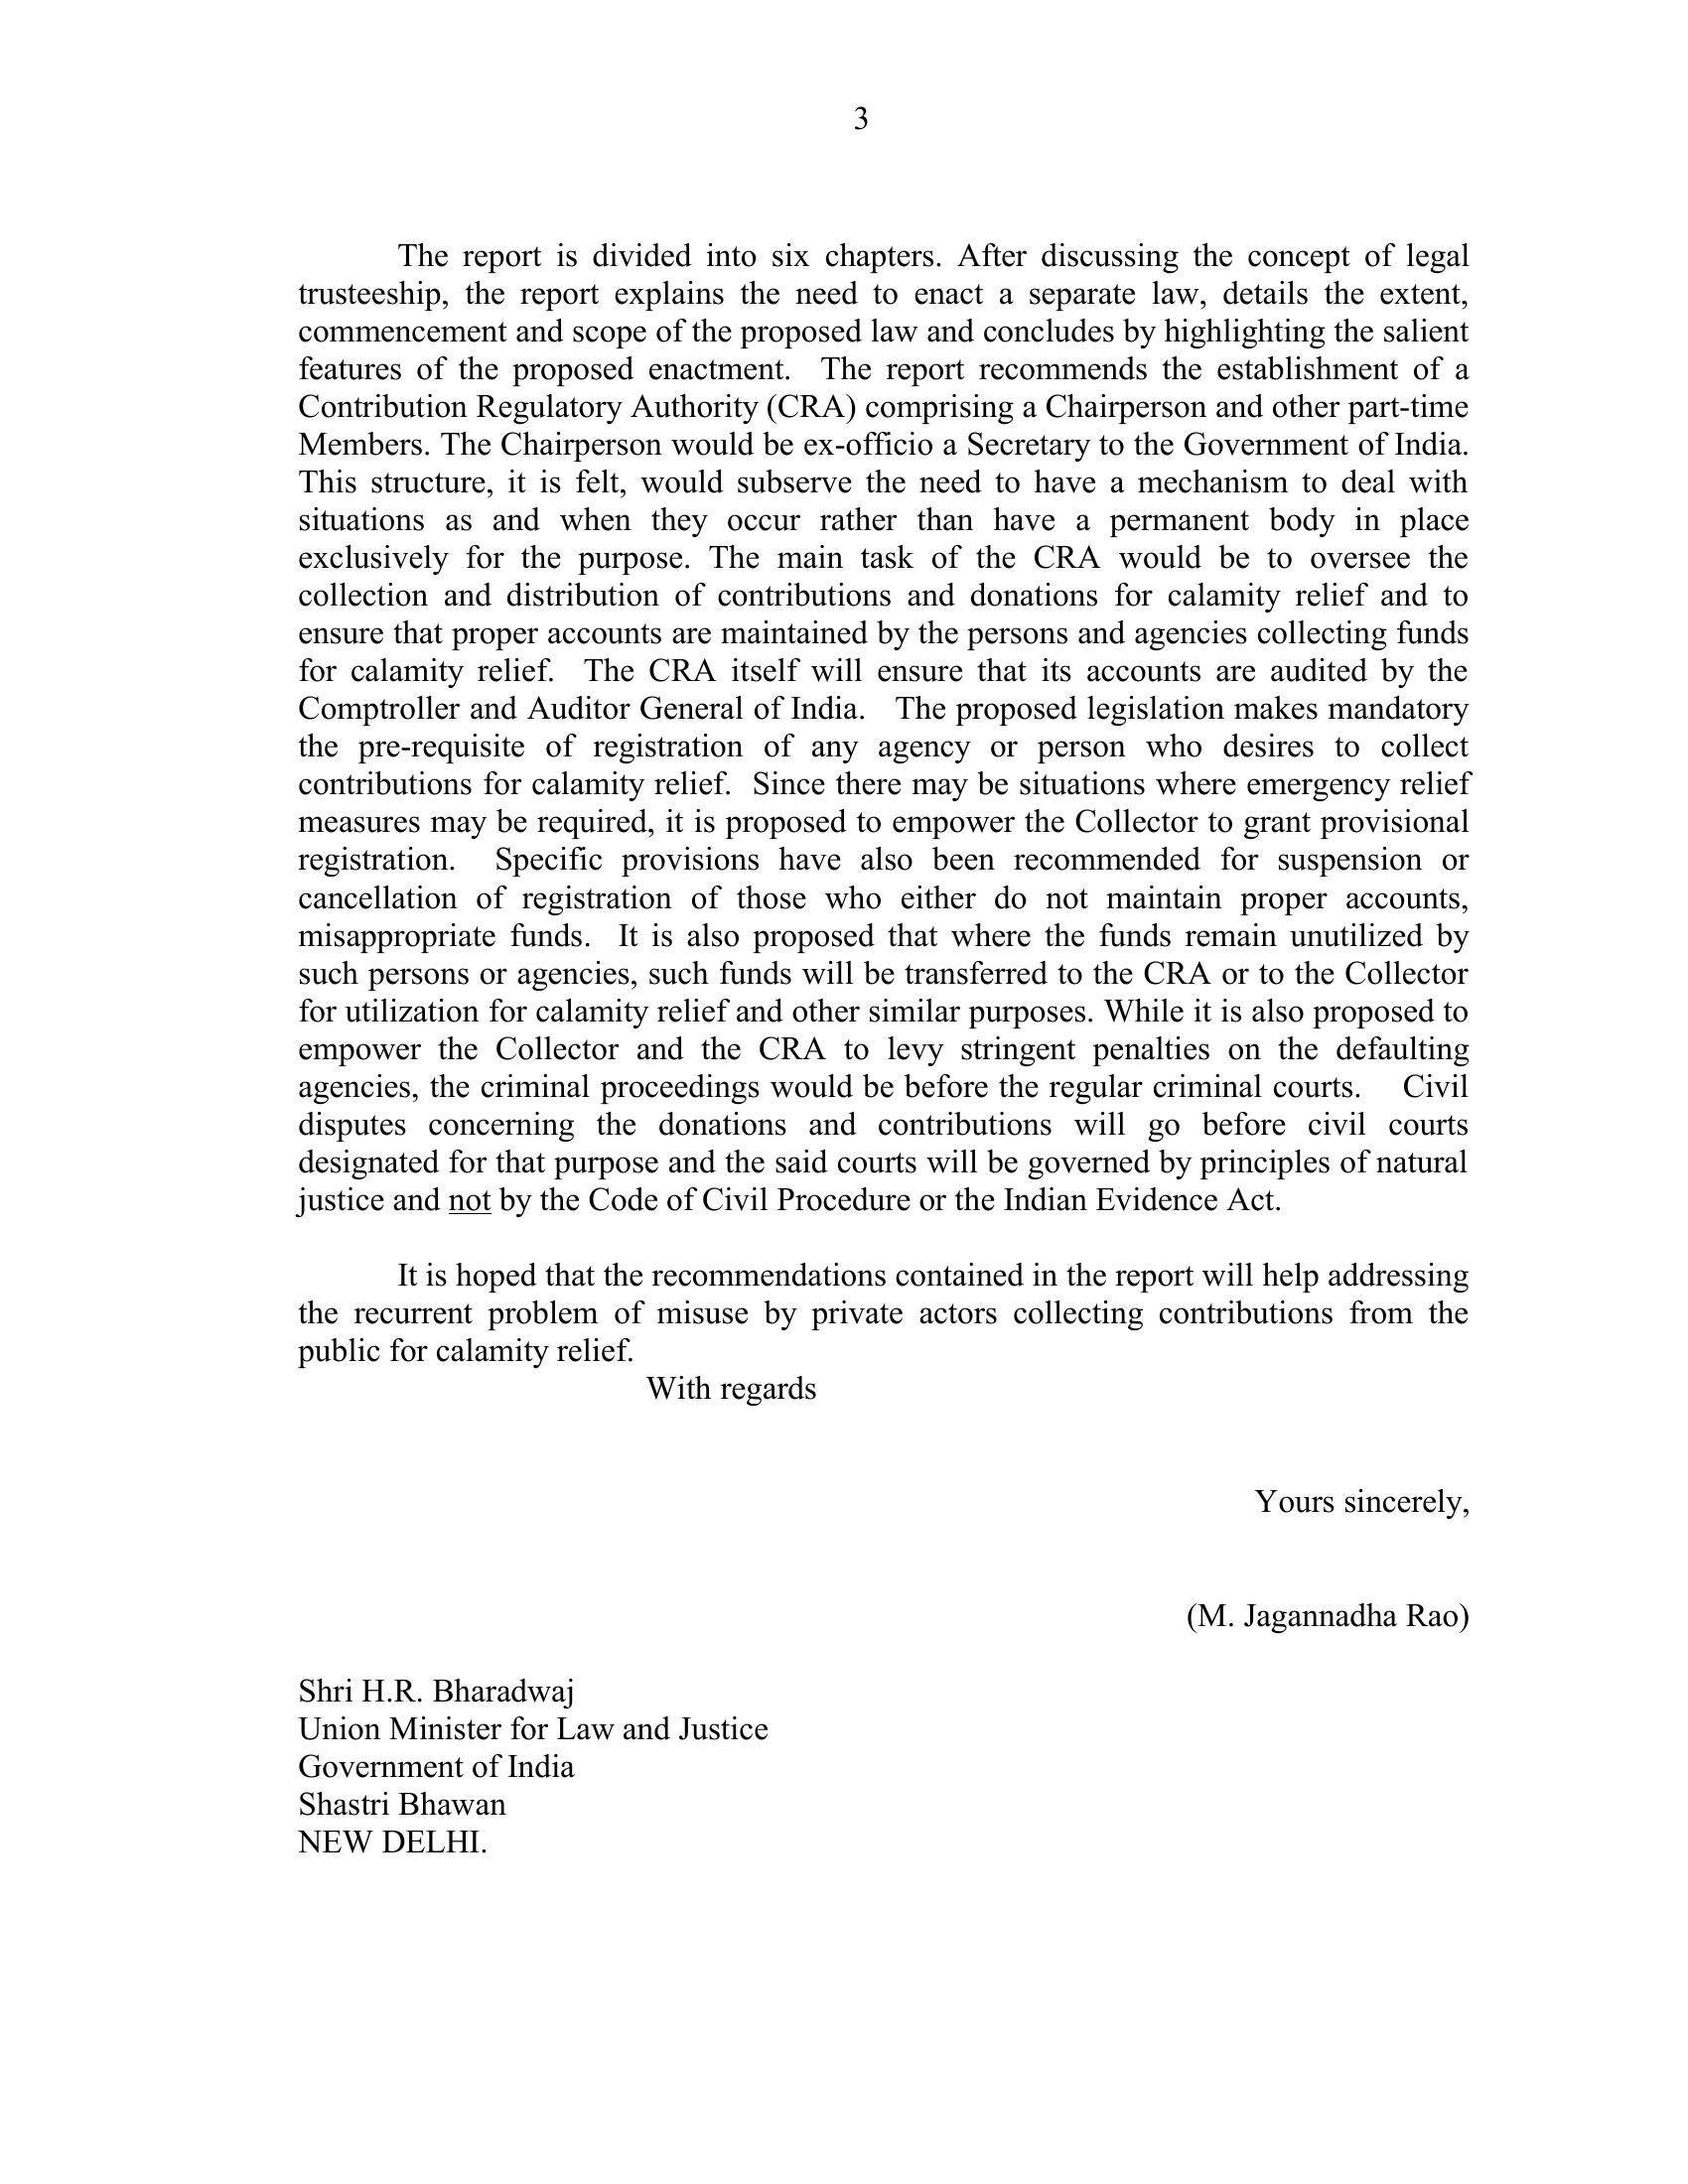 3
The report is divided into six chapters. After discussing the concept of legal
trusteeship, the report explains the need to enact a separate law, details the extent,
commencement and scope of the proposed law and concludes by highlighting the salient
features of the proposed enactment. The report recommends the establishment of a
Contribution Regulatory Authority (CRA) comprising a Chairperson and other part-time
Members. The Chairperson would be ex-officio a Secretary to the Government of India.
This structure, it is felt, would subserve the need to have a mechanism to deal with
situations as and when they occur rather than have a permanent body in place
exclusively for the purpose. The main task of the CRA would be to oversee the
collection and distribution of contributions and donations for calamity relief and to
ensure that proper accounts are maintained by the persons and agencies collecting funds
for calamity relief. The CRA itself will ensure that its accounts are audited by the
Comptroller and Auditor General of India. The proposed legislation makes mandatory
the pre-requisite of registration of any agency or person who desires to collect
contributions for calamity relief. Since there may be situations where emergency relief
measures may be required, it is proposed to empower the Collector to grant provisional
registration. Specific provisions have also been recommended for suspension or
cancellation of registration of those who either do not maintain proper accounts,
misappropriate funds. It is also proposed that where the funds remain unutilized by
such persons or agencies, such funds will be transferred to the CRA or to the Collector
for utilization for calamity relief and other similar purposes. While it is also proposed to
empower the Collector and the CRA to levy stringent penalties on the defaulting
agencies, the criminal proceedings would be before the regular criminal courts. Civil
disputes concerning the donations and contributions will go before civil courts
designated for that purpose and the said courts will be governed by principles of natural
justice and not by the Code of Civil Procedure or the Indian Evidence Act.
It is hoped that the recommendations contained in the report will help addressing
the recurrent problem of misuse by private actors collecting contributions from the
public for calamity relief.
With regards
Yours sincerely,
(M. Jagannadha Rao)
Shri H.R. Bharadwaj
Union Minister for Law and Justice
Government of India
Shastri Bhawan
NEW DELHI.